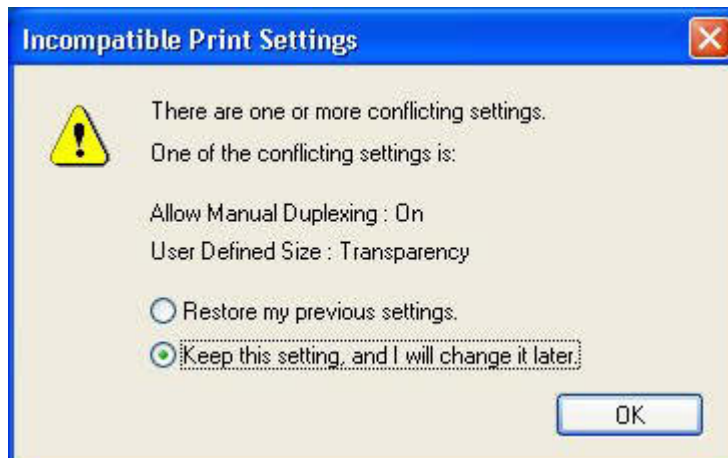 Incompatible Print Settings
There are one or more conflicting settings.
One of the conflicting settings is:
Allow Manual Duplexing : On
User Defined Size : Transparency
Restore my previous settings.
Keep this setting, and I will change it later.
OK